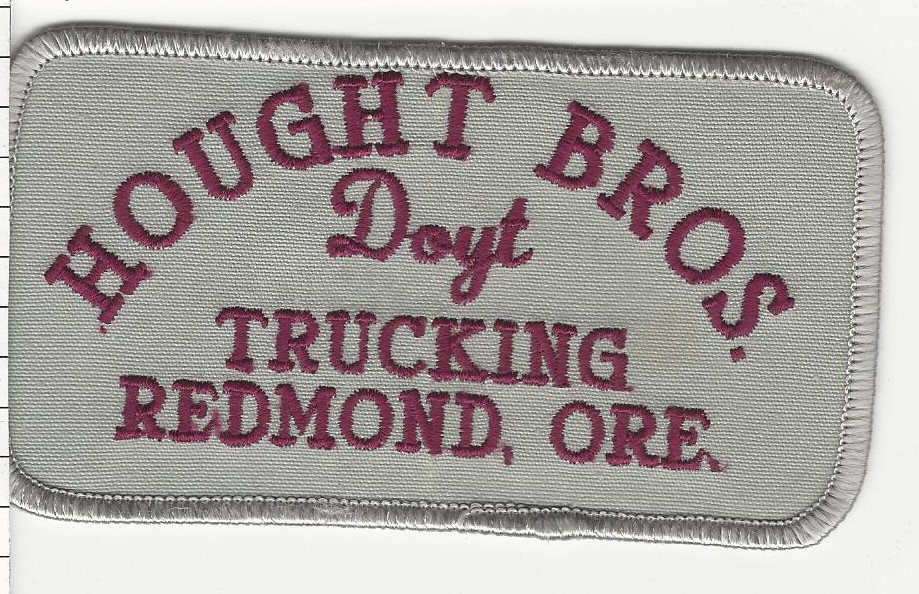 HOUGHT BROS.
Doyt
TRUCKING
REDMOND, ORE.